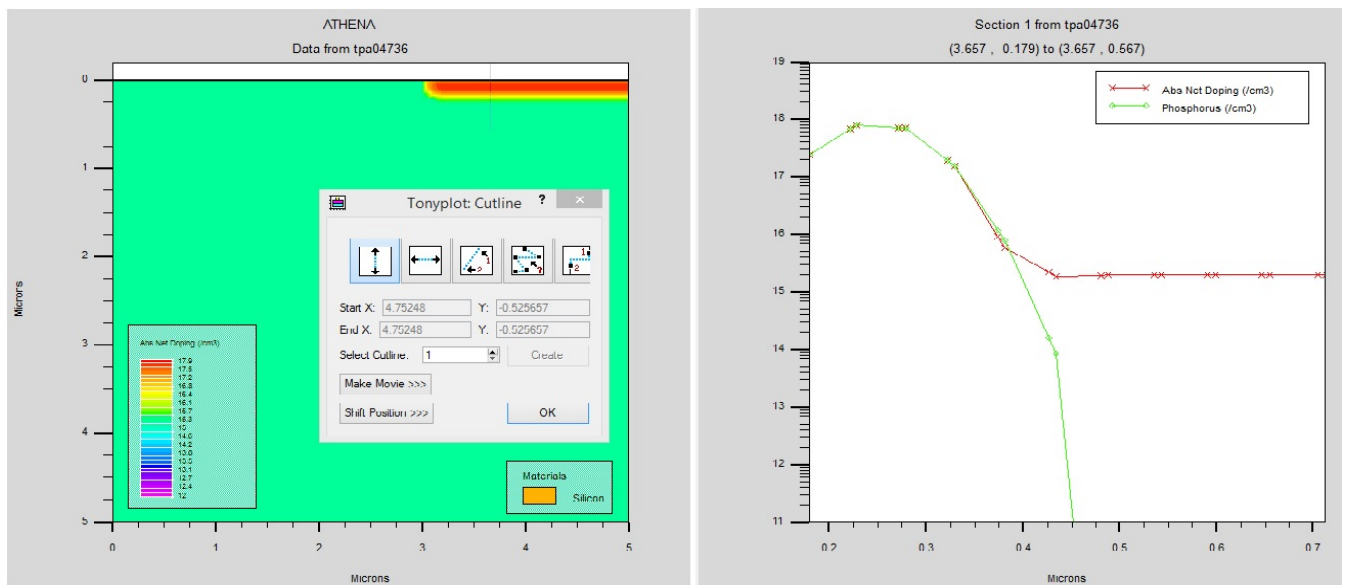 ATHENA
Data from tpa04736
0
1
2
3
4
5
Microns
0
1
2
3
4
5
Microns
Abs Net Doping (/cm3)
17.9
17.5
17.2
16.8
16.4
16.1
15.7
15.3
15
14.6
14.2
13.8
13.5
13.1
12.7
12.4
12
Materials
Silicon
Tonyplot: Cutline ? ×
Start X: 4.75248 Y: -0.525657
End X. 4.75248 Y. -0.525657
Select Cutline. 1 Create
Make Movie >>>
Shift Position >>> OK
Section 1 from tpa04736
(3.657 , 0.179) to (3.657 , 0.567)
Abs Net Doping (/cm3)
Phosphorus (/cm3)
19
18
17
16
15
14
13
12
11
0.2
0.3
0.4
0.5
0.6
0.7
Microns